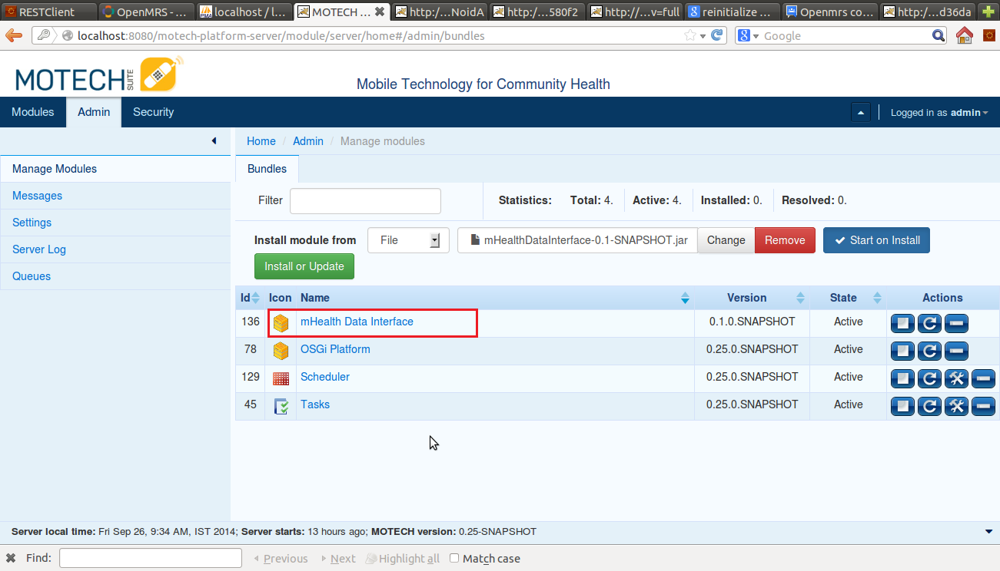 RESTClient OpenMRS - ... localhost / l... MOTECH ... http:/...NoidA http:/...580f2 http:/...v=full reinitialize ... Openmrs co... http:/...d36da
localhost:8080/motech-platform-server/module/server/home#/admin/bundles Google
MOTECH SUITE
Mobile Technology for Community Health
Modules Admin Security Logged in as admin
Home / Admin / Manage modules
Manage Modules
Messages
Settings
Server Log
Queues
Bundles
Filter Statistics: Total: 4. Active: 4. Installed: 0. Resolved: 0.
Install module from File mHealthDataInterface-0.1-SNAPSHOT.jar Change Remove Start on Install
Install or Update
Id Icon Name Version State Actions
136 mHealth Data Interface 0.1.0.SNAPSHOT Active
78 OSGi Platform 0.25.0.SNAPSHOT Active
129 Scheduler 0.25.0.SNAPSHOT Active
45 Tasks 0.25.0.SNAPSHOT Active
Server local time: Fri Sep 26, 9:34 AM, IST 2014; Server starts: 13 hours ago; MOTECH version: 0.25-SNAPSHOT
Find: Previous Next Highlight all Match case